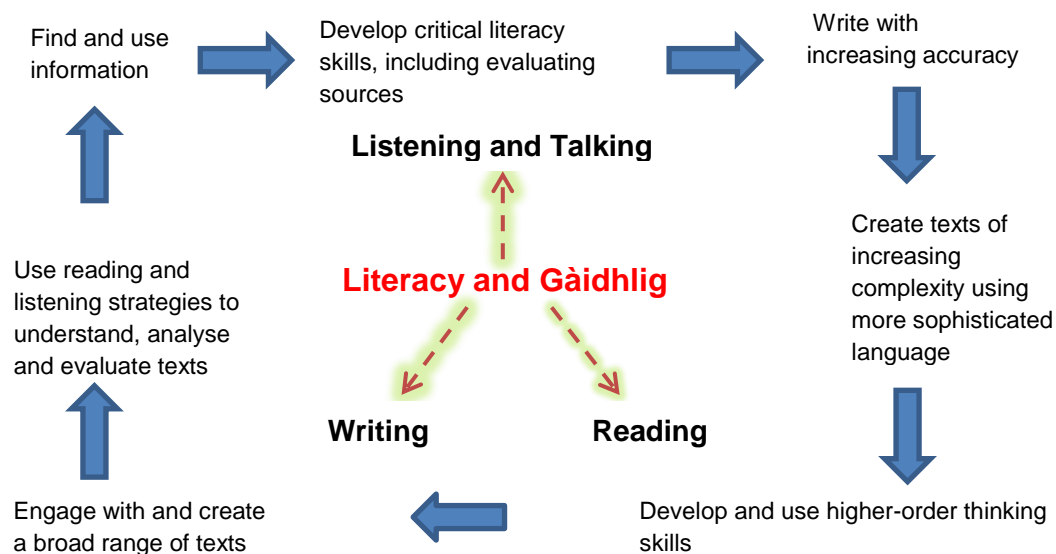 Find and use
information
Develop critical literacy
skills, including evaluating
sources
Write with
increasing accuracy
Listening and Talking
Literacy and Gàidhlig
Writing
Reading
Create texts of
increasing
complexity using
more sophisticated
language
Use reading and
listening strategies to
understand, analyse
and evaluate texts
Engage with and create
a broad range of texts
Develop and use higher-order thinking
skills